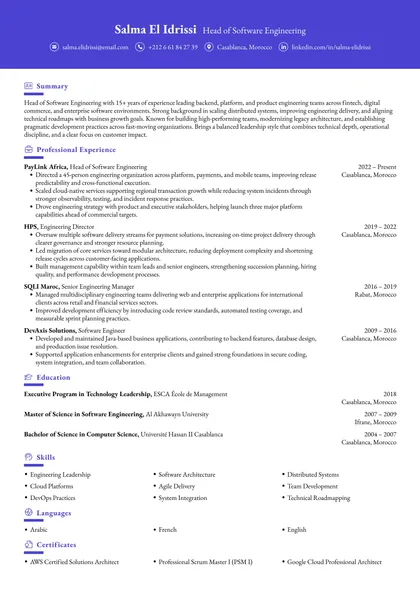 Salma El Idrissi Head of Software Engineering
salma.elidrissi@email.com +212 6 61 84 27 39 Casablanca, Morocco linkedin.com/in/salma-elidrissi
Summary
Head of Software Engineering with 15+ years of experience leading backend, platform, and product engineering teams across fintech, digital
commerce, and enterprise software environments. Strong background in scaling distributed systems, improving engineering delivery, and aligning
technical roadmaps with business growth goals. Known for building high-performing teams, modernizing legacy architecture, and establishing
pragmatic development practices across fast-moving organizations. Brings a balanced leadership style that combines technical depth, operational
discipline, and a clear focus on customer impact.
Professional Experience
PayLink Africa, Head of Software Engineering 2022 – Present
• Directed a 45-person engineering organization across platform, payments, and mobile teams, improving release Casablanca, Morocco
predictability and cross-functional execution.
• Scaled cloud-native services supporting regional transaction growth while reducing system incidents through
stronger observability, testing, and incident response practices.
• Drove engineering strategy with product and executive stakeholders, helping launch three major platform
capabilities ahead of commercial targets.
HPS, Engineering Director 2019 – 2022
• Oversaw multiple software delivery streams for payment solutions, increasing on-time project delivery through Casablanca, Morocco
clearer governance and stronger resource planning.
• Led migration of core services toward modular architecture, reducing deployment complexity and shortening
release cycles across customer-facing applications.
• Built management capability within team leads and senior engineers, strengthening succession planning, hiring
quality, and performance development processes.
SQLI Maroc, Senior Engineering Manager 2016 – 2019
• Managed multidisciplinary engineering teams delivering web and enterprise applications for international Rabat, Morocco
clients across retail and financial services sectors.
• Improved development efficiency by introducing code review standards, automated testing coverage, and
measurable sprint planning practices.
DevAxis Solutions, Software Engineer 2009 – 2016
• Developed and maintained Java-based business applications, contributing to backend features, database design, Casablanca, Morocco
and production issue resolution.
• Supported application enhancements for enterprise clients and gained strong foundations in secure coding,
system integration, and team collaboration.
Education
Executive Program in Technology Leadership, ESCA École de Management 2018
Casablanca, Morocco
Master of Science in Software Engineering, Al Akhawayn University 2007 – 2009
Ifrane, Morocco
Bachelor of Science in Computer Science, Université Hassan II Casablanca 2004 – 2007
Casablanca, Morocco
Skills
• Engineering Leadership • Software Architecture • Distributed Systems
• Cloud Platforms • Agile Delivery • Team Development
• DevOps Practices • System Integration • Technical Roadmapping
Languages
• Arabic • French • English
Certificates
• AWS Certified Solutions Architect • Professional Scrum Master I (PSM I) • Google Cloud Professional Architect